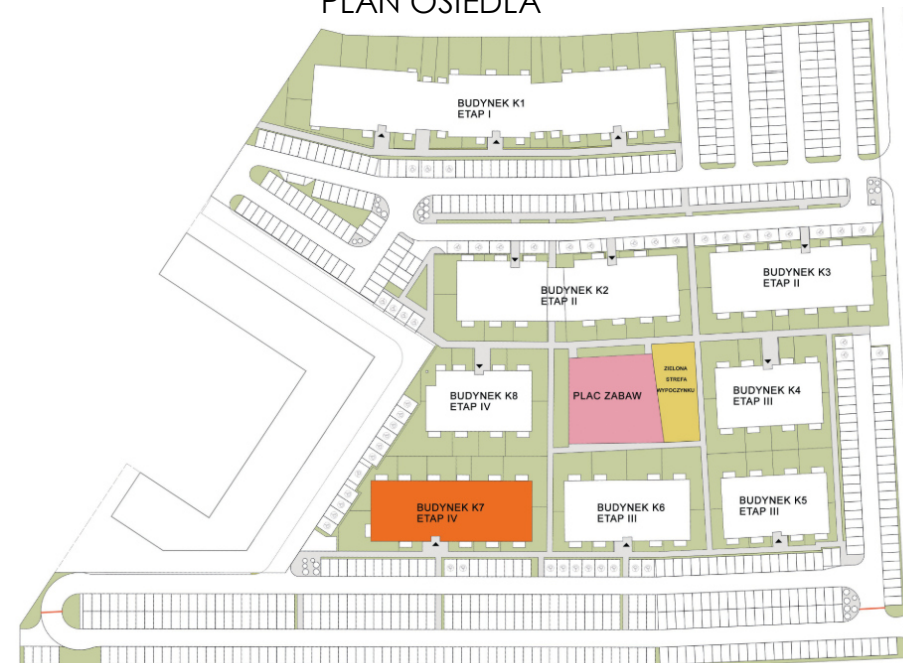 PLAN OSIEDLA
BUDYNEK K1
ETAP I
BUDYNEK K2
ETAP II
BUDYNEK K3
ETAP II
BUDYNEK K8
ETAP IV
PLAC ZABAW
ZIELONA
ETREFA
WYPOCZYNKU
BUDYNEK K4
ETAP III
BUDYNEK K7
ETAP IV
BUDYNEK K6
ETAP III
BUDYNEK K5
ETAP III